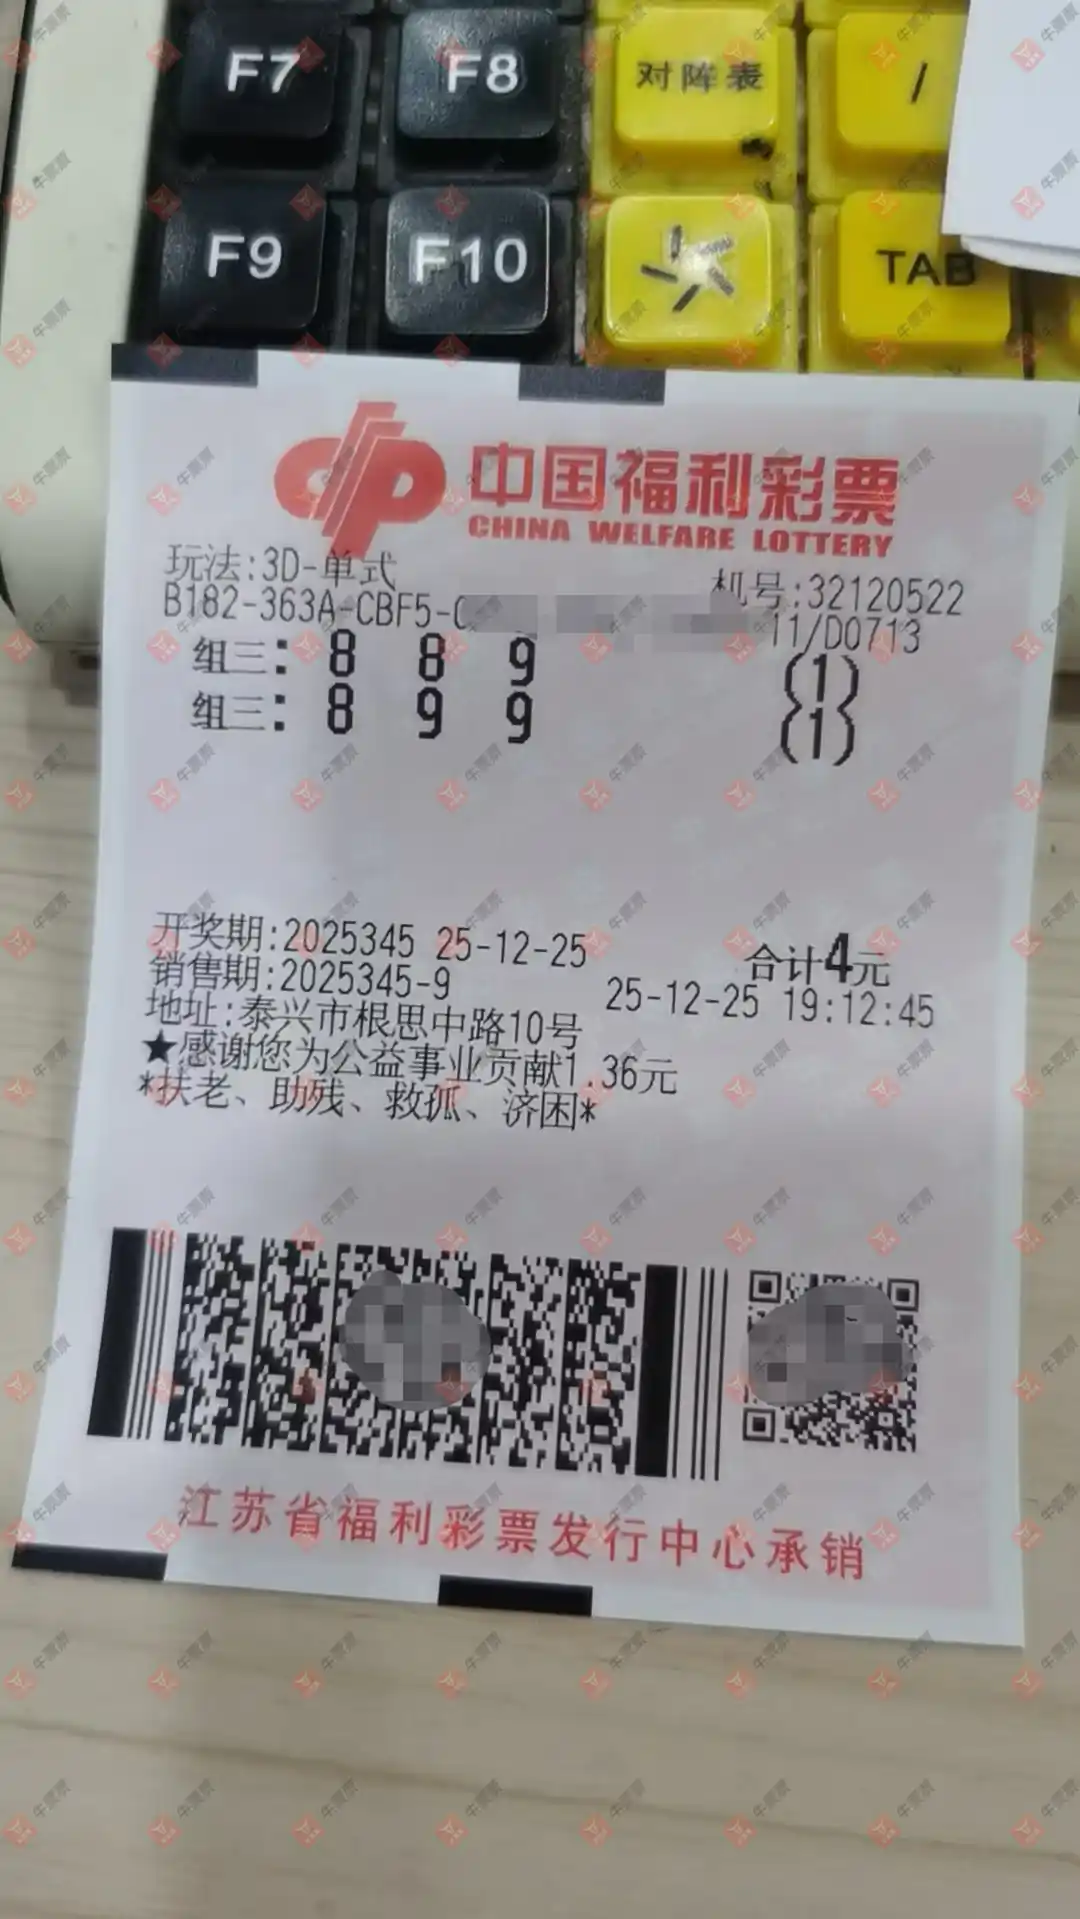 F7 F8 对阵表 /
F9 F10 TAB
中国福利彩票
CHINA WELFARE LOTTERY
玩法:3D-单式
机号:32120522
B182-363A-CBF5-
11/D0713
组三: 8 8 9 (1)
组三: 8 9 9 (1)
开奖期:2025345 25-12-25 合计4元
销售期:2025345-9 25-12-25 19:12:45
地址:泰兴市根思中路10号
★感谢您为公益事业贡献1.36元
*扶老、助残、救孤、济困*
江苏省福利彩票发行中心承销
牛票票